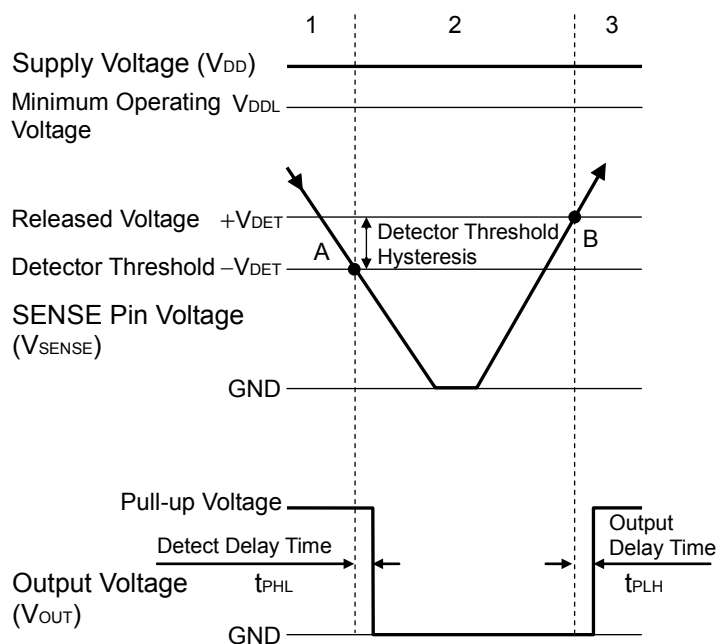 1 2 3
Supply Voltage (VDD)
Minimum Operating VDDL
Voltage
Released Voltage +VDET
Detector Threshold
Hysteresis
A
B
Detector Threshold −VDET
SENSE Pin Voltage
(VSENSE)
GND
Pull-up Voltage
Output
Delay Time
Detect Delay Time
tPHL
tPLH
Output Voltage
(VOUT)
GND